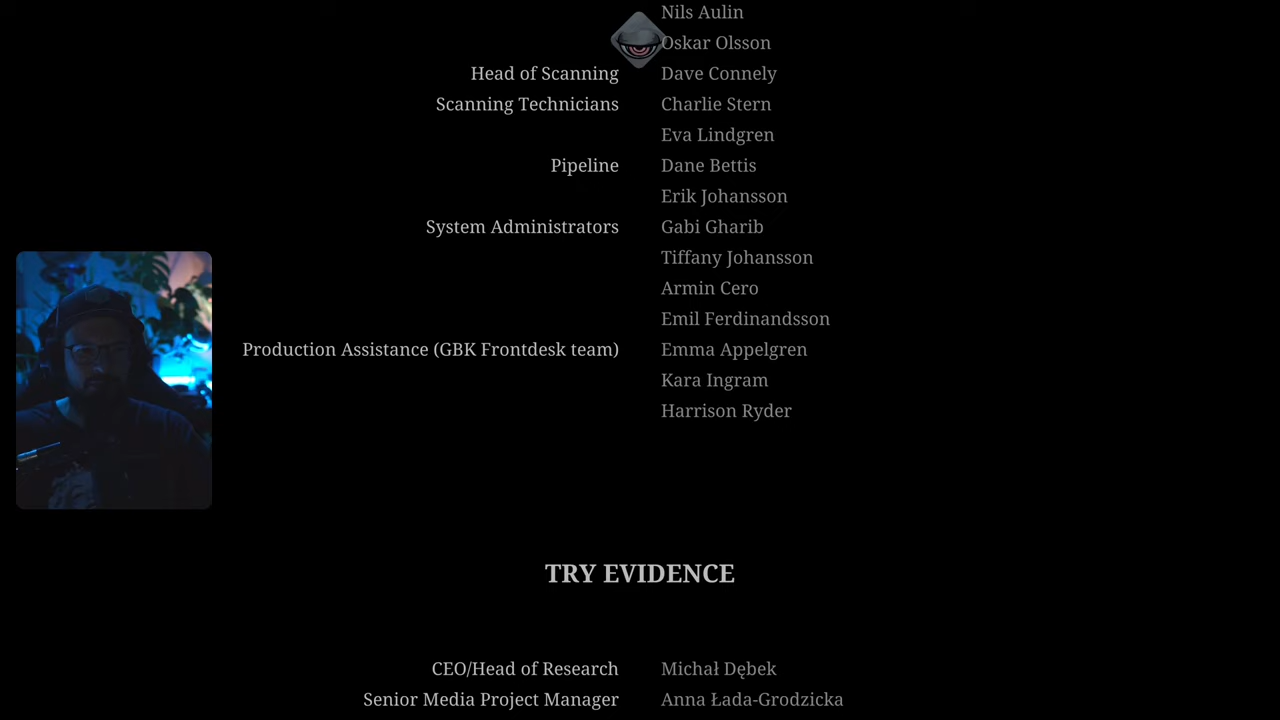 Nils Aulin
Oskar Olsson
Head of Scanning Dave Connely
Scanning Technicians Charlie Stern
Eva Lindgren
Pipeline Dane Bettis
Erik Johansson
System Administrators Gabi Gharib
Tiffany Johansson
Armin Cero
Emil Ferdinandsson
Production Assistance (GBK Frontdesk team) Emma Appelgren
Kara Ingram
Harrison Ryder
TRY EVIDENCE
CEO/Head of Research Michał Dębek
Senior Media Project Manager Anna Łada-Grodzicka